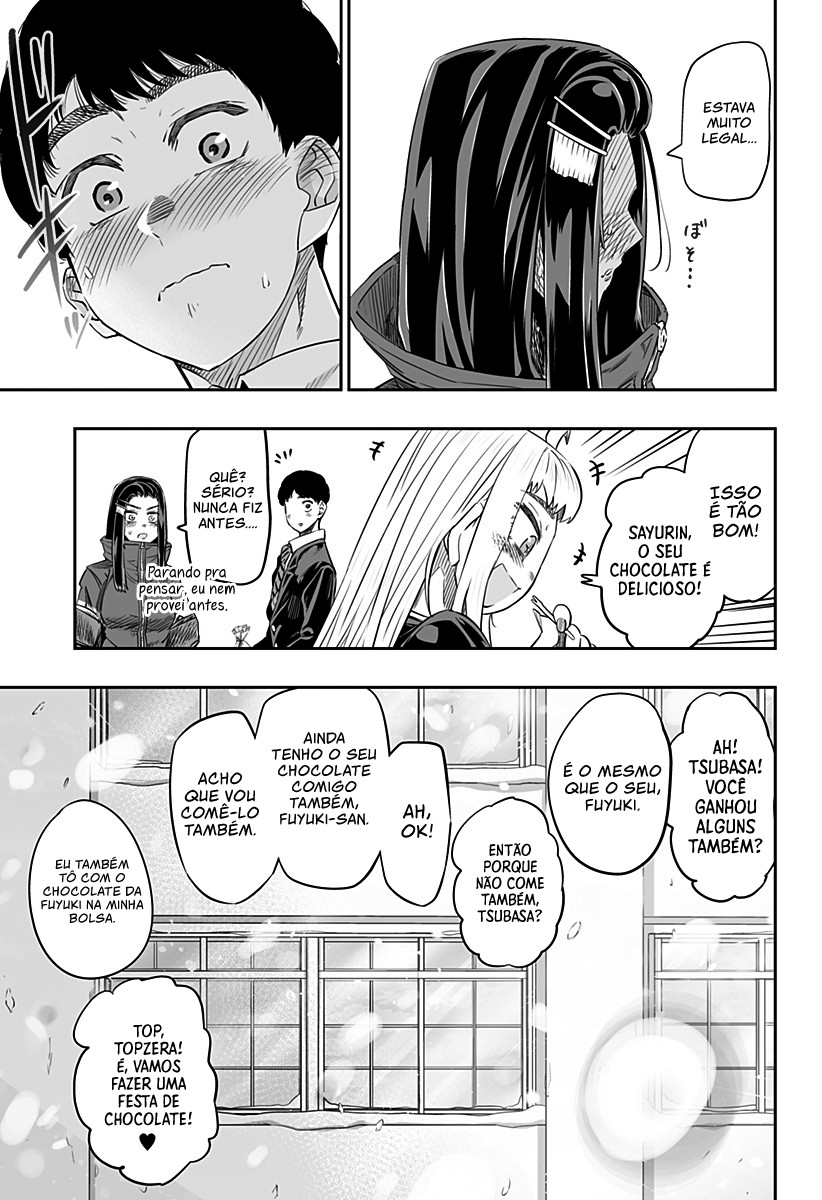 ESTAVA
MUITO
LEGAL...
ぼそ…
ISSO
É TÃO
BOM!
SAYURIN,
O SEU
CHOCOLATE É
DELICIOSO!
QUÊ?
SÉRIO?
NUNCA FIZ
ANTES....
Parando pra
pensar, eu nem
provei antes.
AH!
TSUBASA!
VOCÊ
GANHOU
ALGUNS
TAMBÉM?
É O MESMO
QUE O SEU,
FUYUKI.
ENTÃO
PORQUE
NÃO COME
TAMBÉM,
TSUBASA?
AH,
OK!
AINDA
TENHO O SEU
CHOCOLATE
COMIGO
TAMBÉM,
FUYUKI-SAN.
ACHO
QUE VOU
COMÊ-LO
TAMBÉM.
EU TAMBÉM
TÔ COM O
CHOCOLATE DA
FUYUKI NA MINHA
BOLSA.
TOP,
TOPZERA!
É, VAMOS
FAZER UMA
FESTA DE
CHOCOLATE!
♥